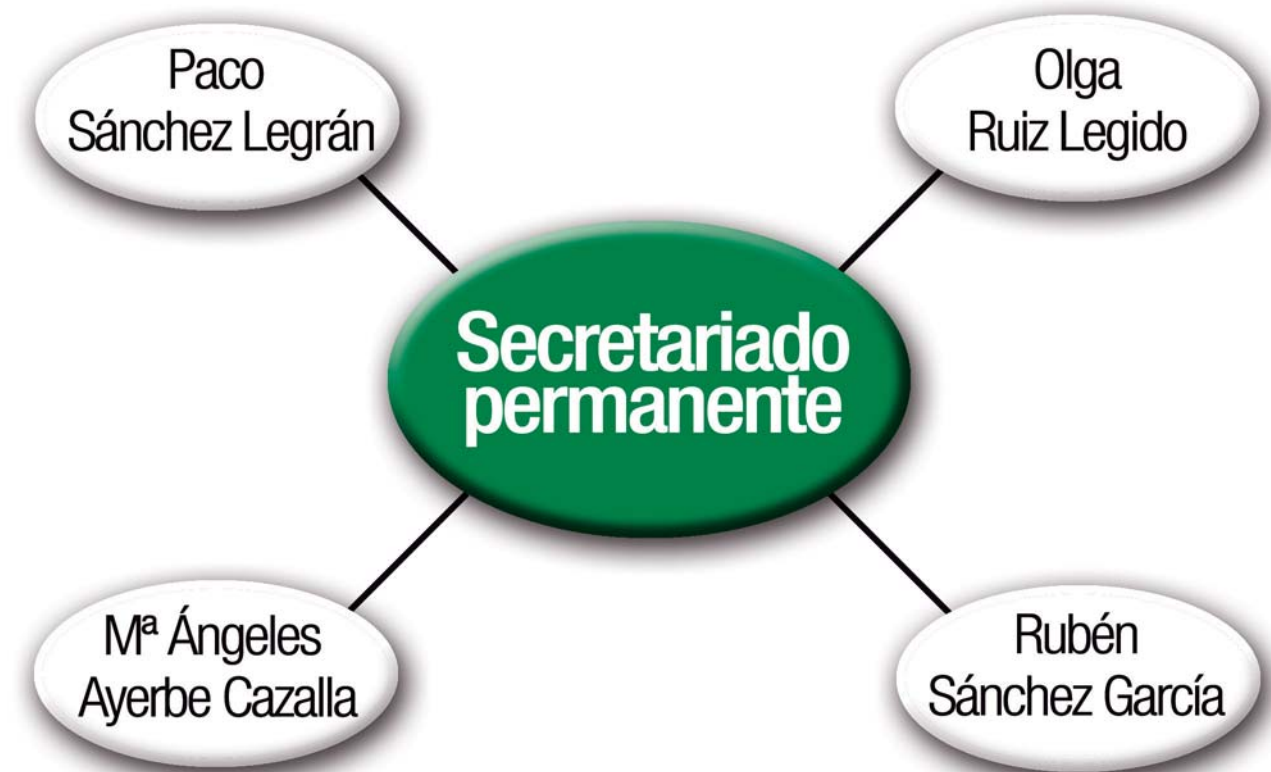 Paco
Sánchez Legrán
Olga
Ruiz Legido
Secretariado
permanente
Mª Ángeles
Ayerbe Cazalla
Rubén
Sánchez García